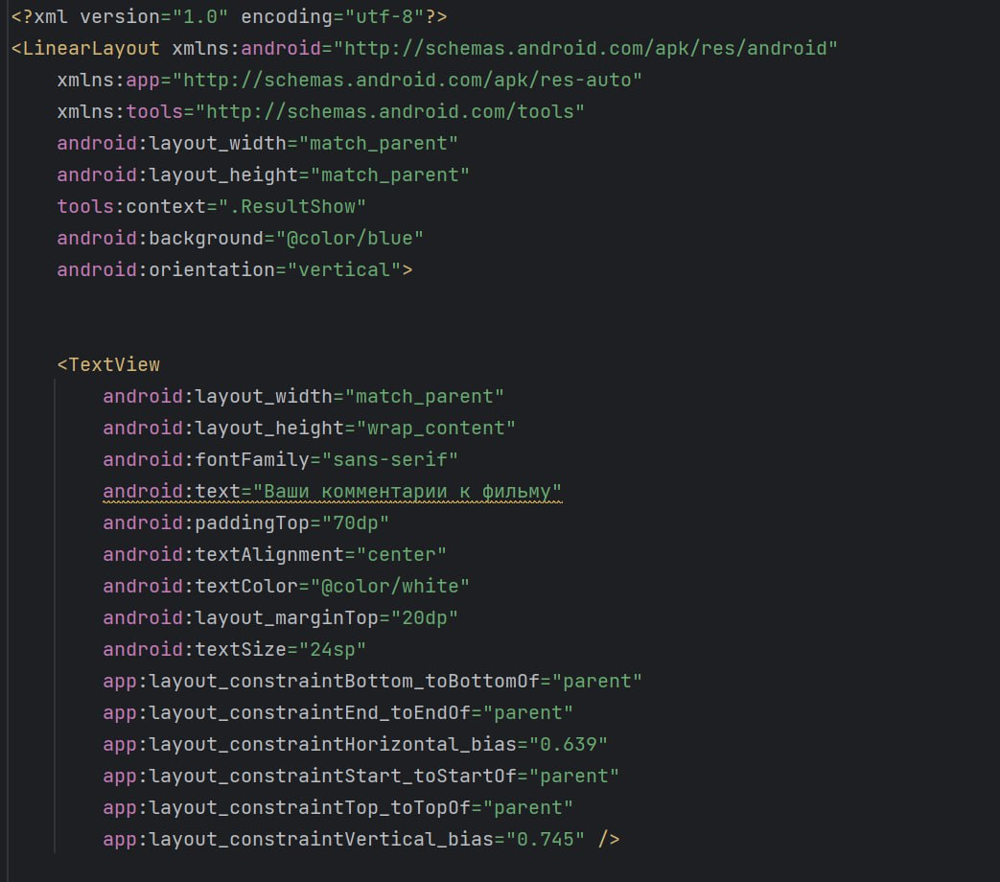 <?xml version="1.0" encoding="utf-8"?>
<LinearLayout xmlns:android="http://schemas.android.com/apk/res/android"
    xmlns:app="http://schemas.android.com/apk/res-auto"
    xmlns:tools="http://schemas.android.com/tools"
    android:layout_width="match_parent"
    android:layout_height="match_parent"
    tools:context=".ResultShow"
    android:background="@color/blue"
    android:orientation="vertical">
    <TextView
        android:layout_width="match_parent"
        android:layout_height="wrap_content"
        android:fontFamily="sans-serif"
        android:text="Ваши комментарии к фильму"
        android:paddingTop="70dp"
        android:textAlignment="center"
        android:textColor="@color/white"
        android:layout_marginTop="20dp"
        android:textSize="24sp"
        app:layout_constraintBottom_toBottomOf="parent"
        app:layout_constraintEnd_toEndOf="parent"
        app:layout_constraintHorizontal_bias="0.639"
        app:layout_constraintStart_toStartOf="parent"
        app:layout_constraintTop_toTopOf="parent"
        app:layout_constraintVertical_bias="0.745" />